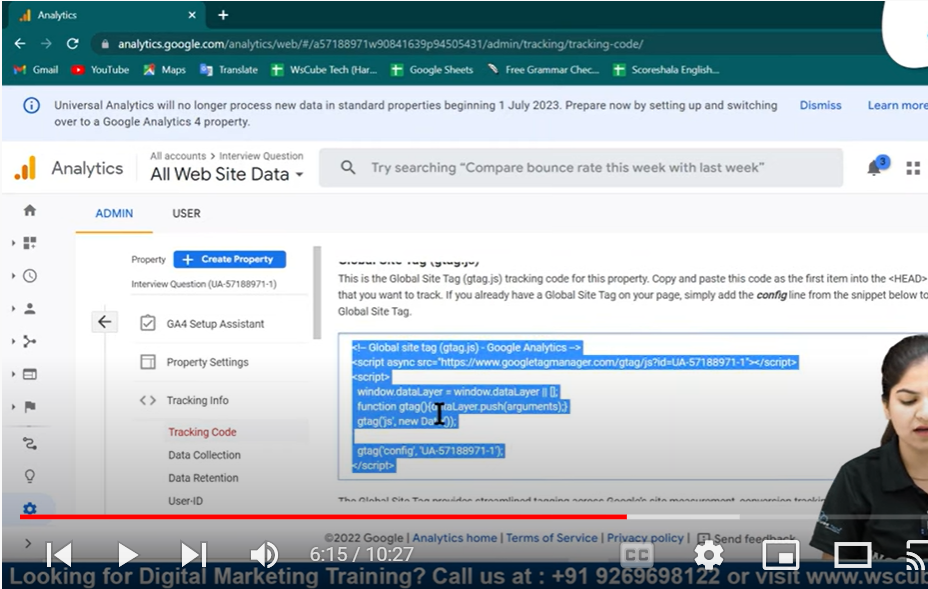 Analytics
analytics.google.com/analytics/web/#/a57188971w90841639p94505431/admin/tracking/tracking-code/
Gmail YouTube Maps Translate WsCube Tech (Har... Google Sheets Free Grammar Chec... Scoreshala English...
Universal Analytics will no longer process new data in standard properties beginning 1 July 2023. Prepare now by setting up and switching Dismiss Learn more
over to a Google Analytics 4 property.
All accounts > Interview Question
Analytics All Web Site Data Try searching “Compare bounce rate this week with last week” 3
ADMIN USER
Property + Create Property
Interview Question (UA-57188971-1)
GA4 Setup Assistant
Property Settings
Tracking Info
Tracking Code
Data Collection
Data Retention
User-ID
Global Site Tag (gtag.js)
This is the Global Site Tag (gtag.js) tracking code for this property. Copy and paste this code as the first item into the <HEAD>
that you want to track. If you already have a Global Site Tag on your page, simply add the config line from the snippet below to
Global Site Tag.
<!-- Global site tag (gtag.js) - Google Analytics -->
<script async src="https://www.googletagmanager.com/gtag/js?id=UA-57188971-1"></script>
<script>
window.dataLayer = window.dataLayer || [];
function gtag(){dataLayer.push(arguments);}
gtag('js', new Date());
gtag('config', 'UA-57188971-1');
</script>
The Global Site Tag provides streamlined tagging across Google's site measurement, conversion
©2022 Google | Analytics home | Terms of Service | Privacy policy | Send feedback
6:15 / 10:27 CC
Looking for Digital Marketing Training? Call us at : +91 9269698122 or visit www.wscub